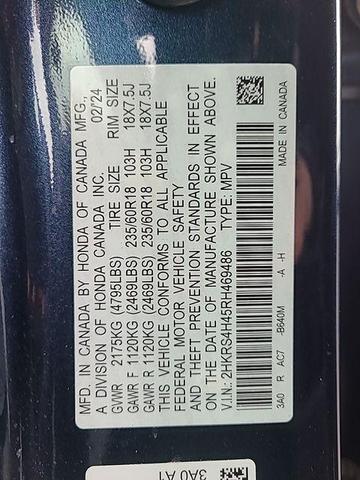 MFD. IN CANADA BY HONDA OF CANADA MFG.
A DIVISION OF HONDA CANADA INC. 02/24
GVWR 2175KG (4795LBS) TIRE SIZE RIM SIZE
GAWR F 1120KG (2469LBS) 235/60R18 103H 18X7.5J
GAWR R 1120KG (2469LBS) 235/60R18 103H 18X7.5J
THIS VEHICLE CONFORMS TO ALL APPLICABLE
FEDERAL MOTOR VEHICLE SAFETY
AND THEFT PREVENTION STANDARDS IN EFFECT
ON THE DATE OF MANUFACTURE SHOWN ABOVE.
V.I.N.: 2HKRS4H45RH469486 TYPE: MPV
3A0 R AC7 -B640M -A -H MADE IN CANADA
3A0 A1